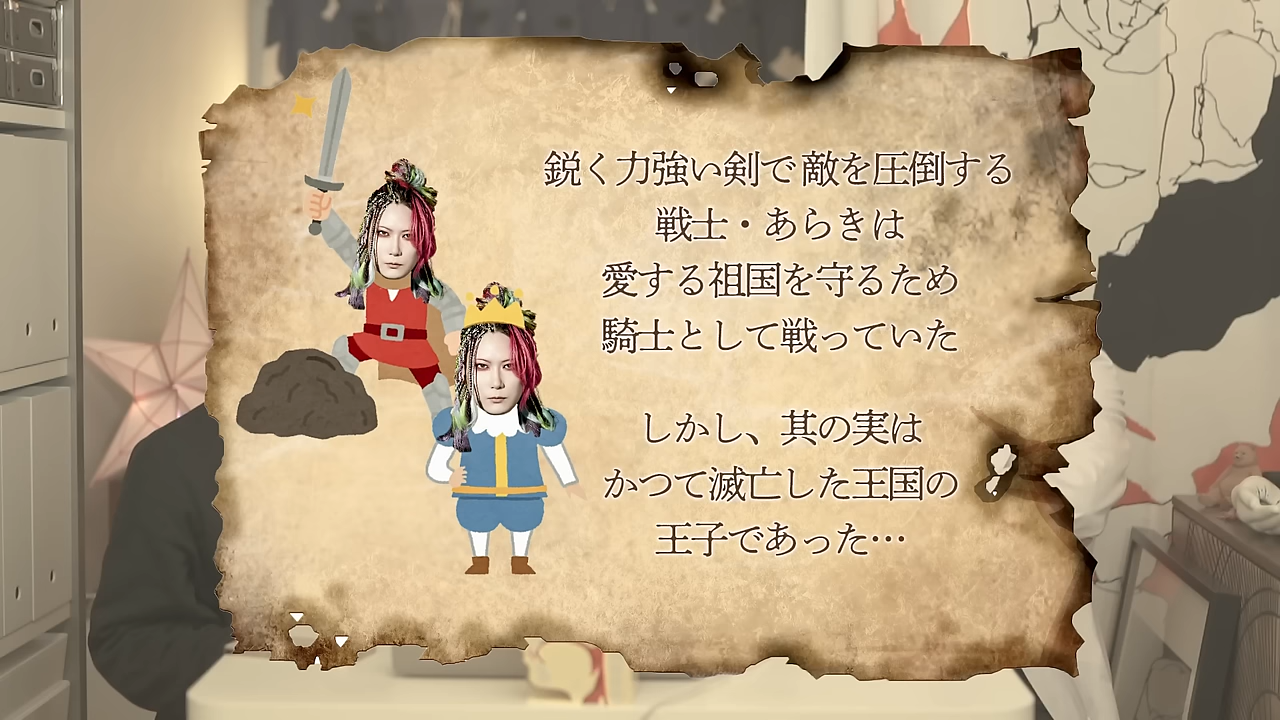 鋭く力強い剣で敵を圧倒する
戦士・あらきは
愛する祖国を守るため
騎士として戦っていた
しかし、其の実は
かつて滅亡した王国の
王子であった…